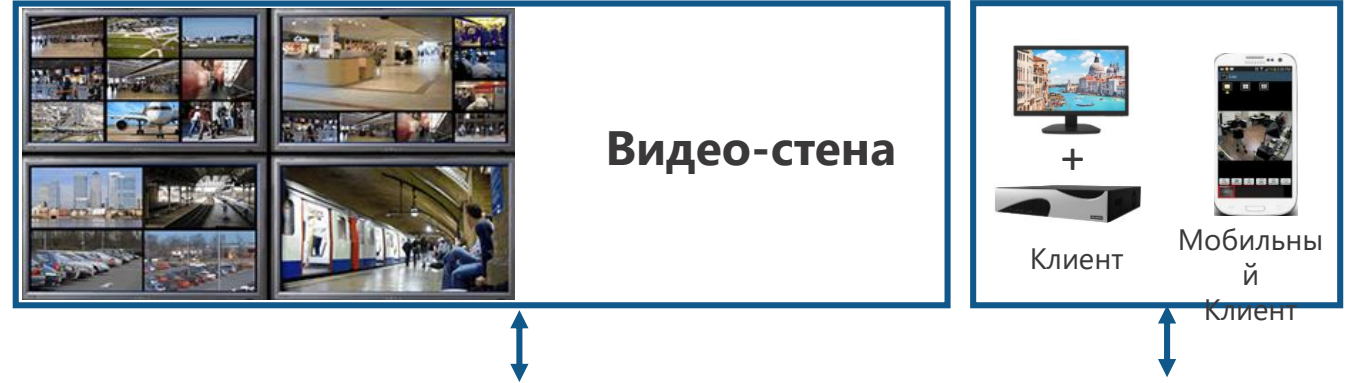 Видео-стена
+
Клиент
Мобильны
й
Клиент